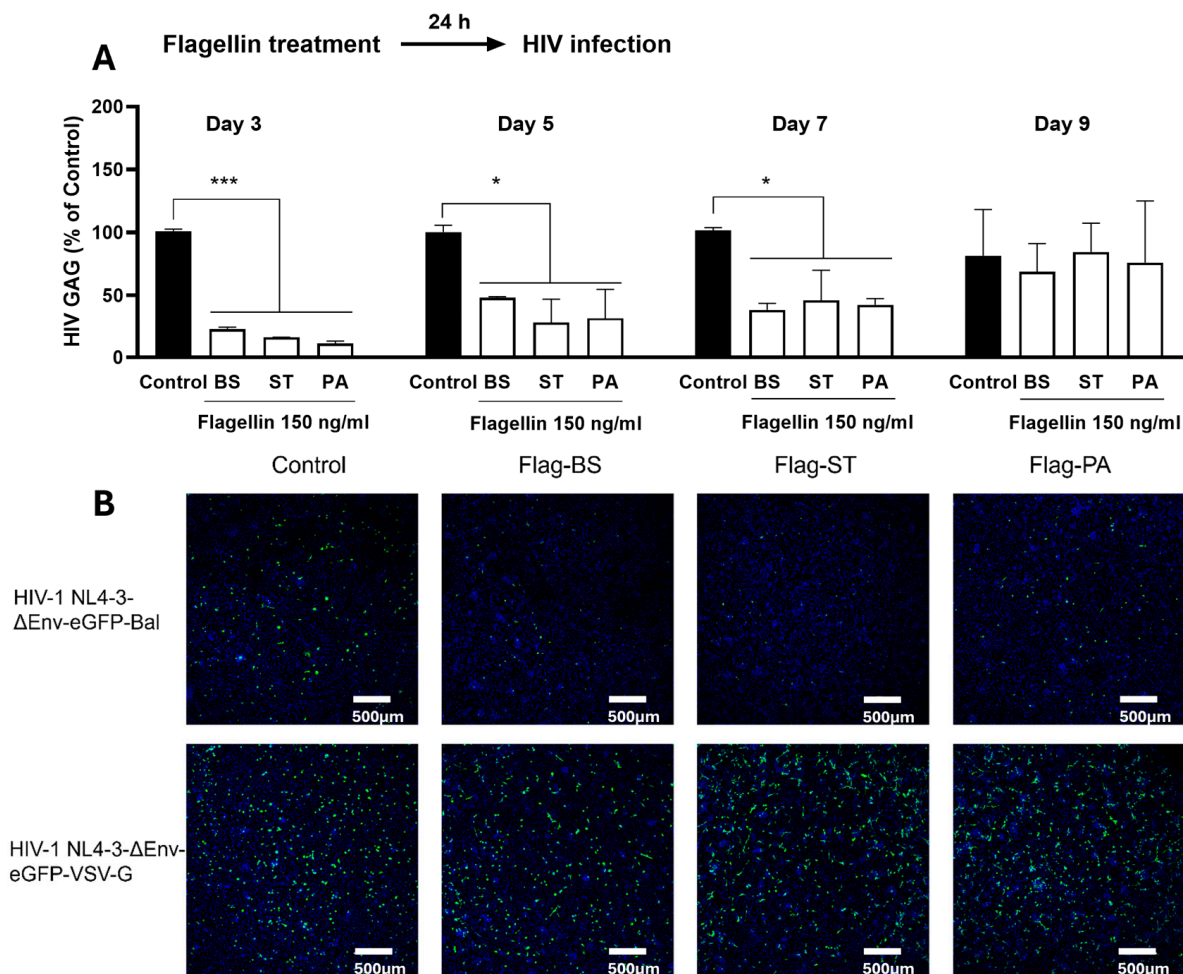 24 h
Flagellin treatment HIV infection
A
HIV GAG (% of Control)
200
150
100
50
0
Day 3
Day 5
Day 7
Day 9
***
*
*
Control BS ST PA
Flagellin 150 ng/ml
Control BS ST PA
Flagellin 150 ng/ml
Control BS ST PA
Flagellin 150 ng/ml
Control BS ST PA
Flagellin 150 ng/ml
Control
Flag-BS
Flag-ST
Flag-PA
B
HIV-1 NL4-3-
ΔEnv-eGFP-Bal
500μm
500μm
500μm
500μm
HIV-1 NL4-3-ΔEnv-
eGFP-VSV-G
500μm
500μm
500μm
500μm